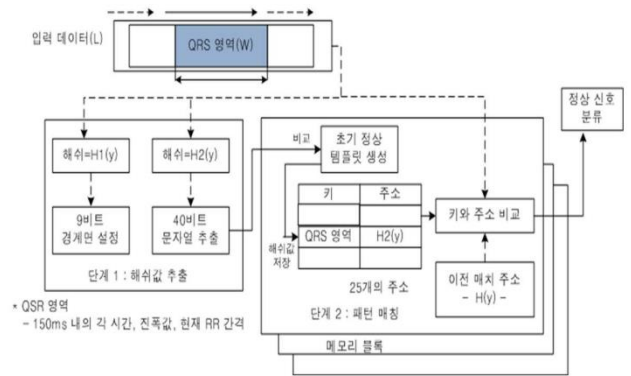 입력 데이터(L)
QRS 영역(W)
정상 신호
분류
해쉬=H1(y)
해쉬=H2(y)
9비트
경계면 설정
40비트
문자열 추출
단계 1 : 해쉬값 추출
비교
초기 정상
템플릿 생성
키
주소
QRS 영역
H2(y)
해쉬값
저장
키와 주소 비교
25개의 주소
이전 매치 주소
- H(y) -
단계 2 : 패턴 매칭
메모리 블록
* QSR 영역
- 150ms 내의 각 시간, 진폭값, 현재 RR 간격